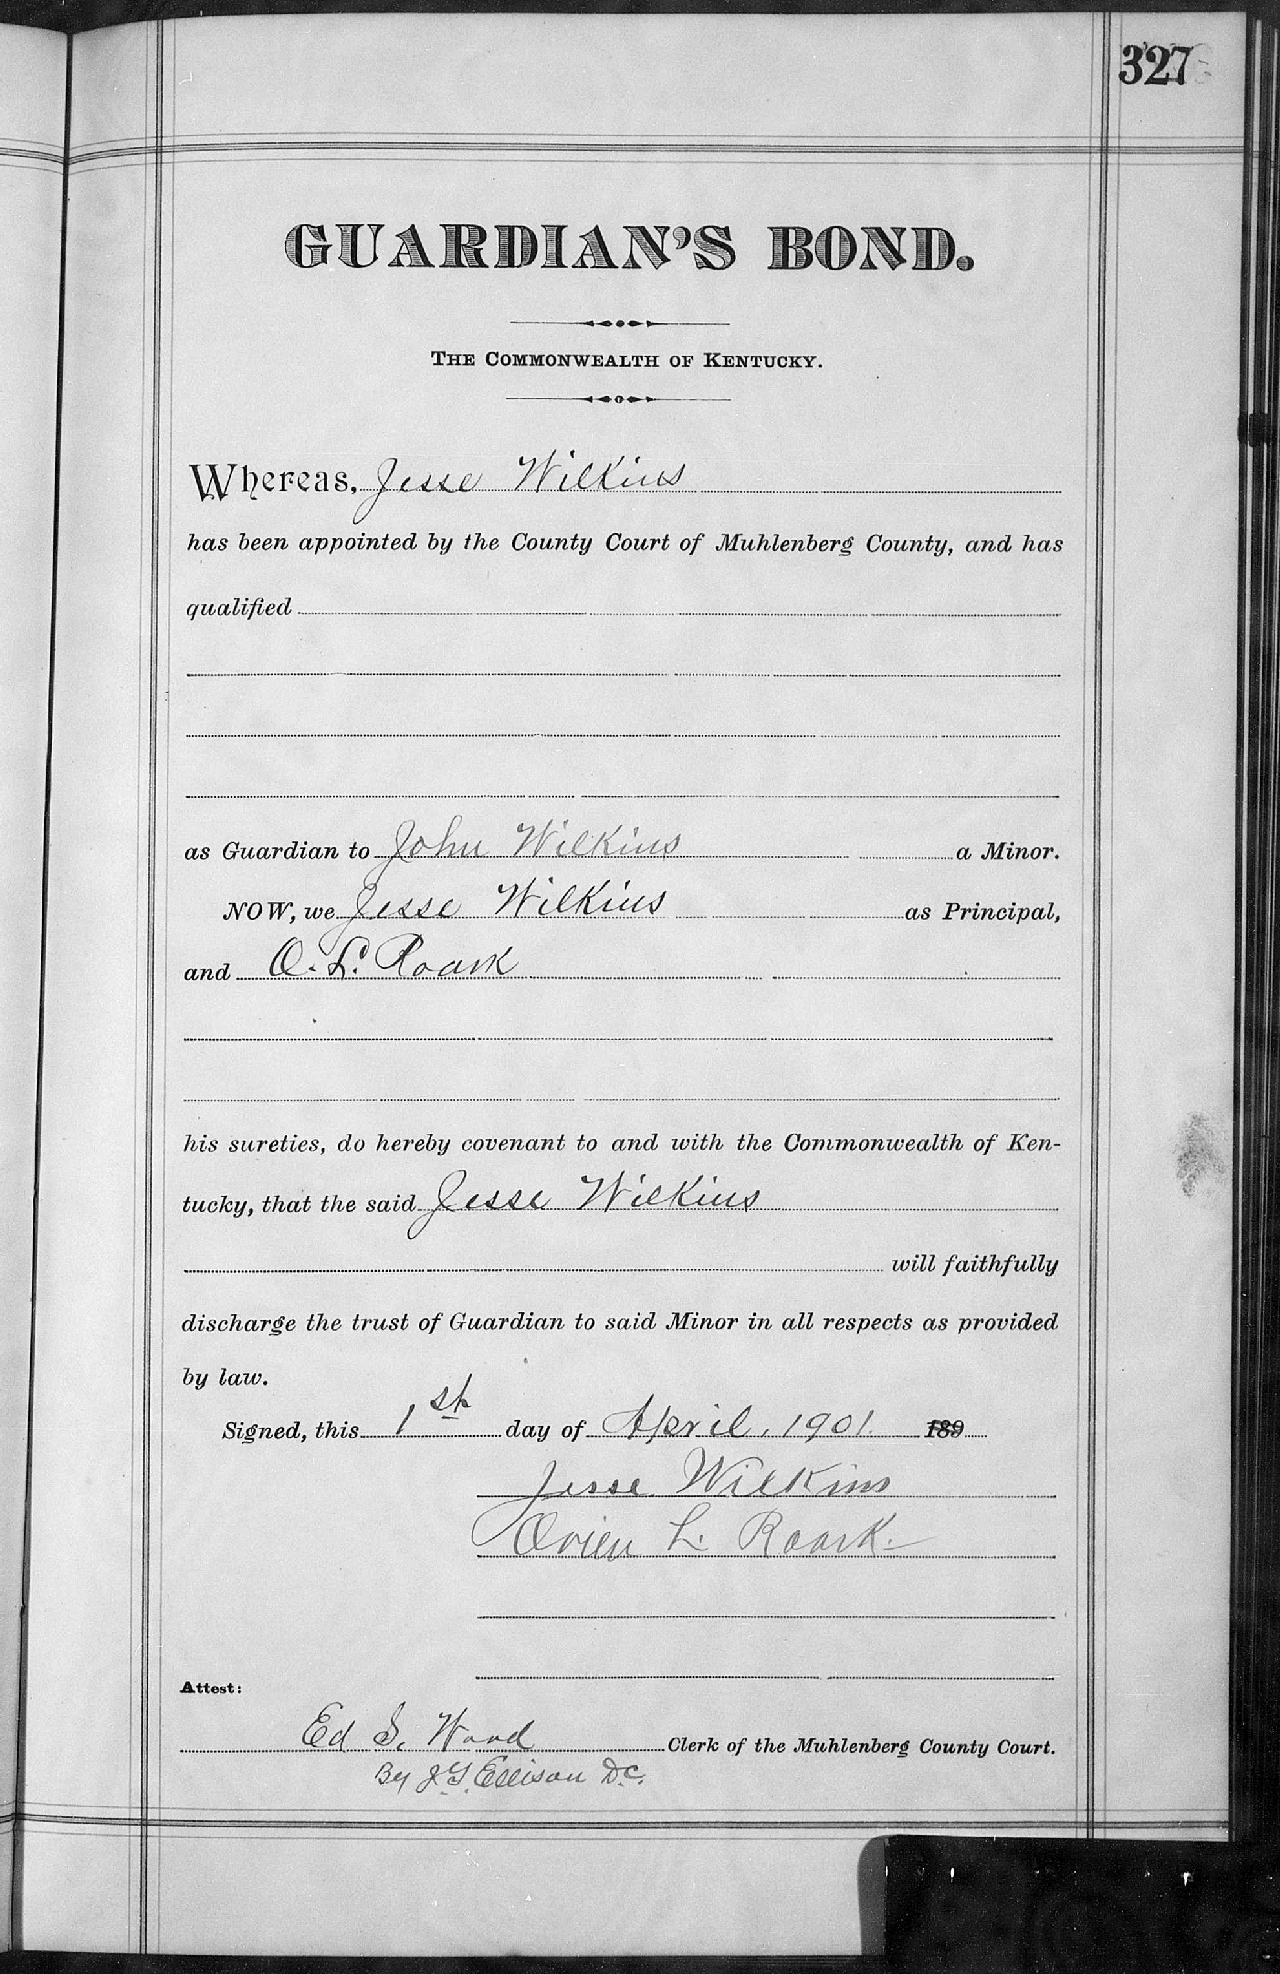 327
GUARDIAN'S BOND.
THE COMMONWEALTH OF KENTUCKY.
Whereas, Jesse Wilkins
has been appointed by the County Court of Muhlenberg County, and has
qualified
as Guardian to John Wilkins a Minor.
NOW, we Jesse Wilkins as Principal,
and O. L. Roark
his sureties, do hereby covenant to and with the Commonwealth of Ken-
tucky, that the said Jesse Wilkins
will faithfully
discharge the trust of Guardian to said Minor in all respects as provided
by law.
Signed, this 1st day of April, 1901. 189
Jesse Wilkins
Orien L. Roark
Attest:
Ed S. Wood Clerk of the Muhlenberg County Court.
By J. G. Ellison D.C.